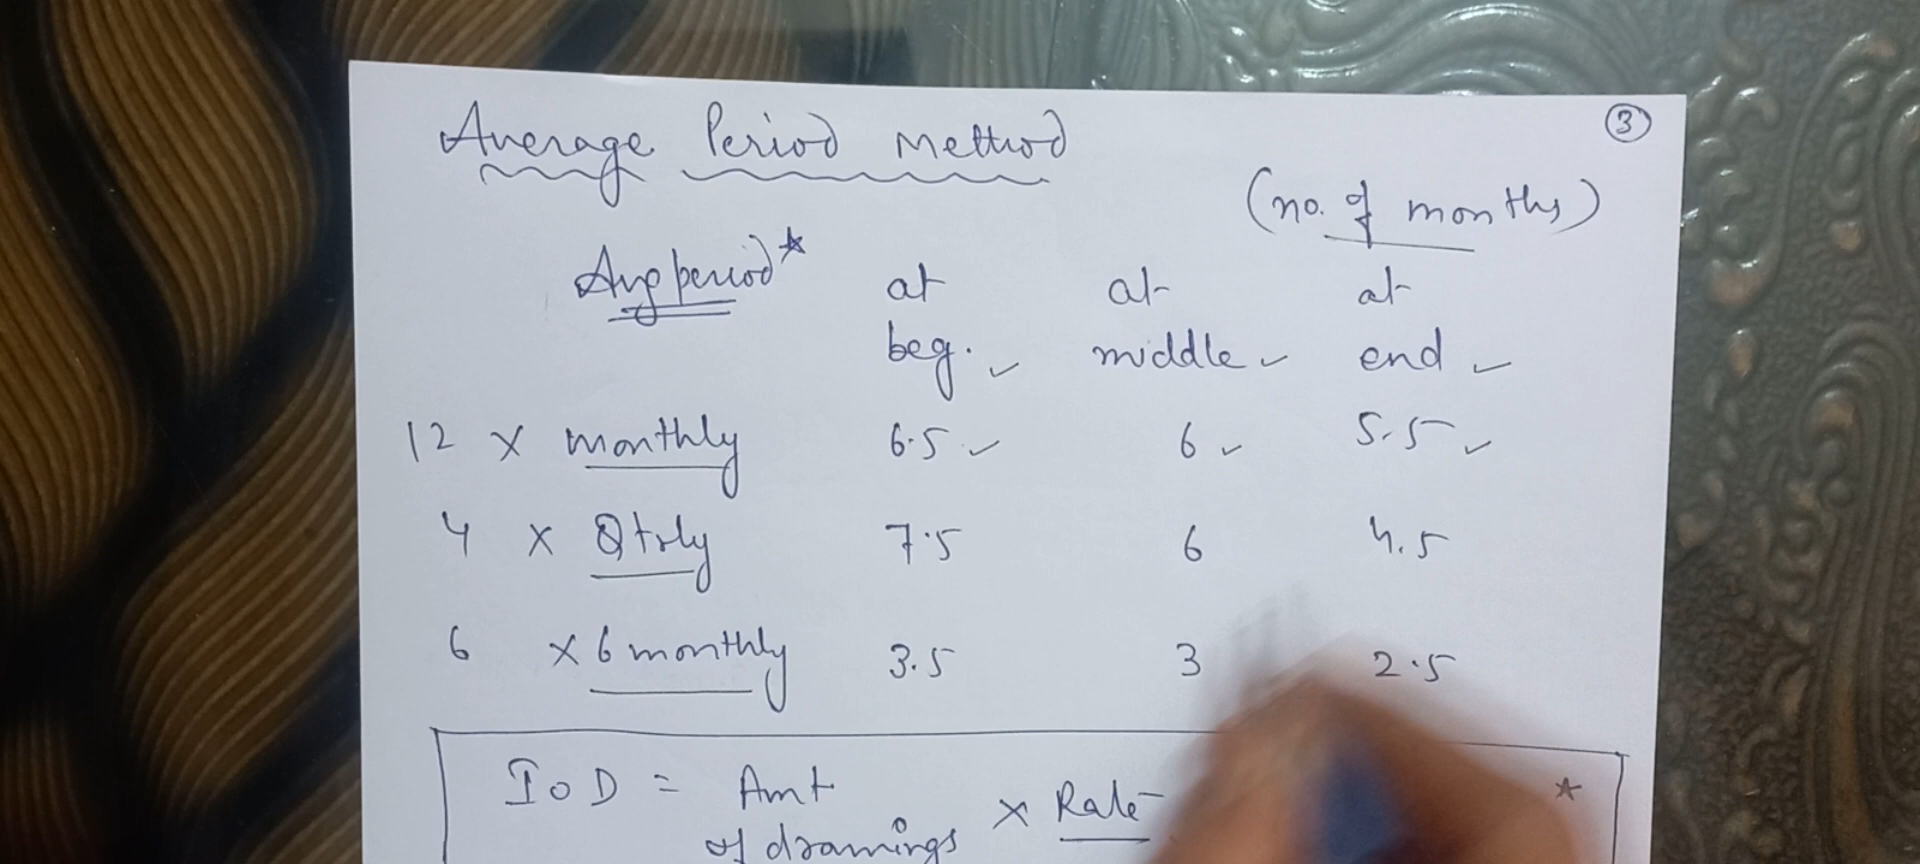 ③
Average Period Method
(no. of months)
Avg period* at at at
beg. ✓ middle ✓ end ✓
12 x monthly 6.5 ✓ 6 ✓ 5.5 ✓
4 x Qtrly 7.5 6 4.5
6 x 6 monthly 3.5 3 2.5
IoD = Amt x Rate *
of drawings